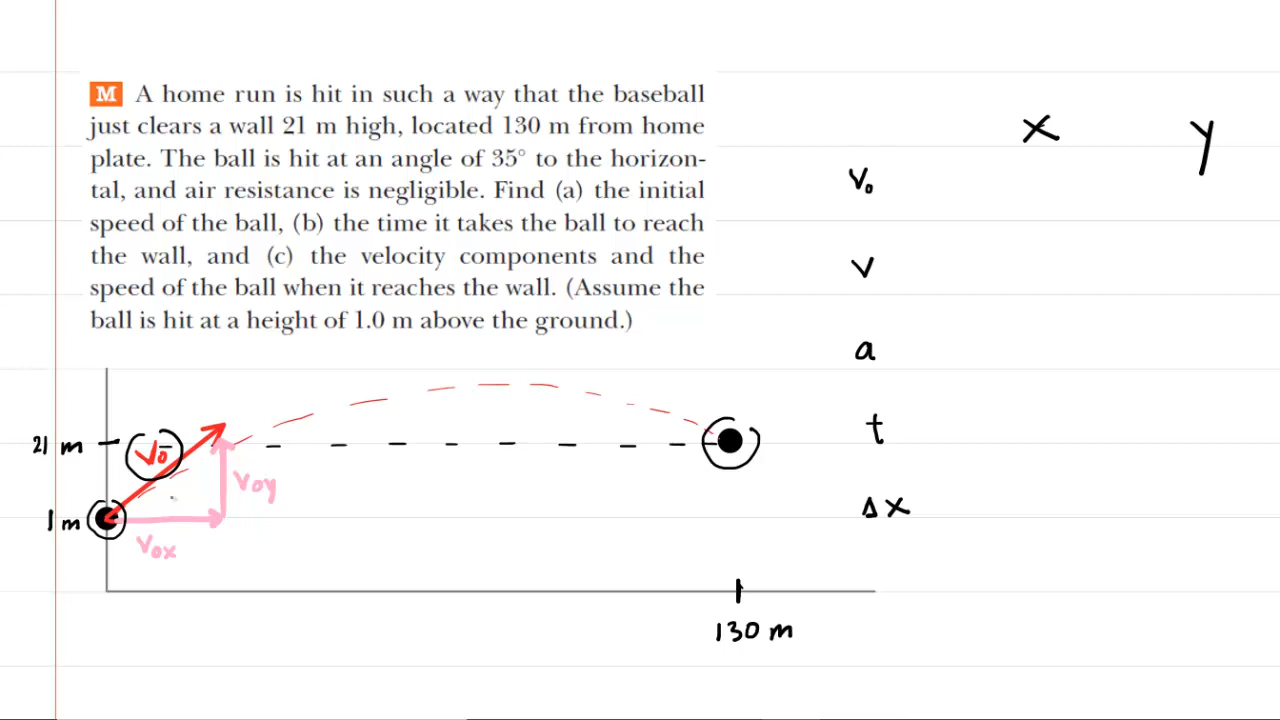 M A home run is hit in such a way that the baseball
just clears a wall 21 m high, located 130 m from home
plate. The ball is hit at an angle of 35° to the horizon-
tal, and air resistance is negligible. Find (a) the initial
speed of the ball, (b) the time it takes the ball to reach
the wall, and (c) the velocity components and the
speed of the ball when it reaches the wall. (Assume the
ball is hit at a height of 1.0 m above the ground.)
x y
v₀
v
a
t
Δx
21 m
v₀
v₀y
1 m
v₀x
130 m